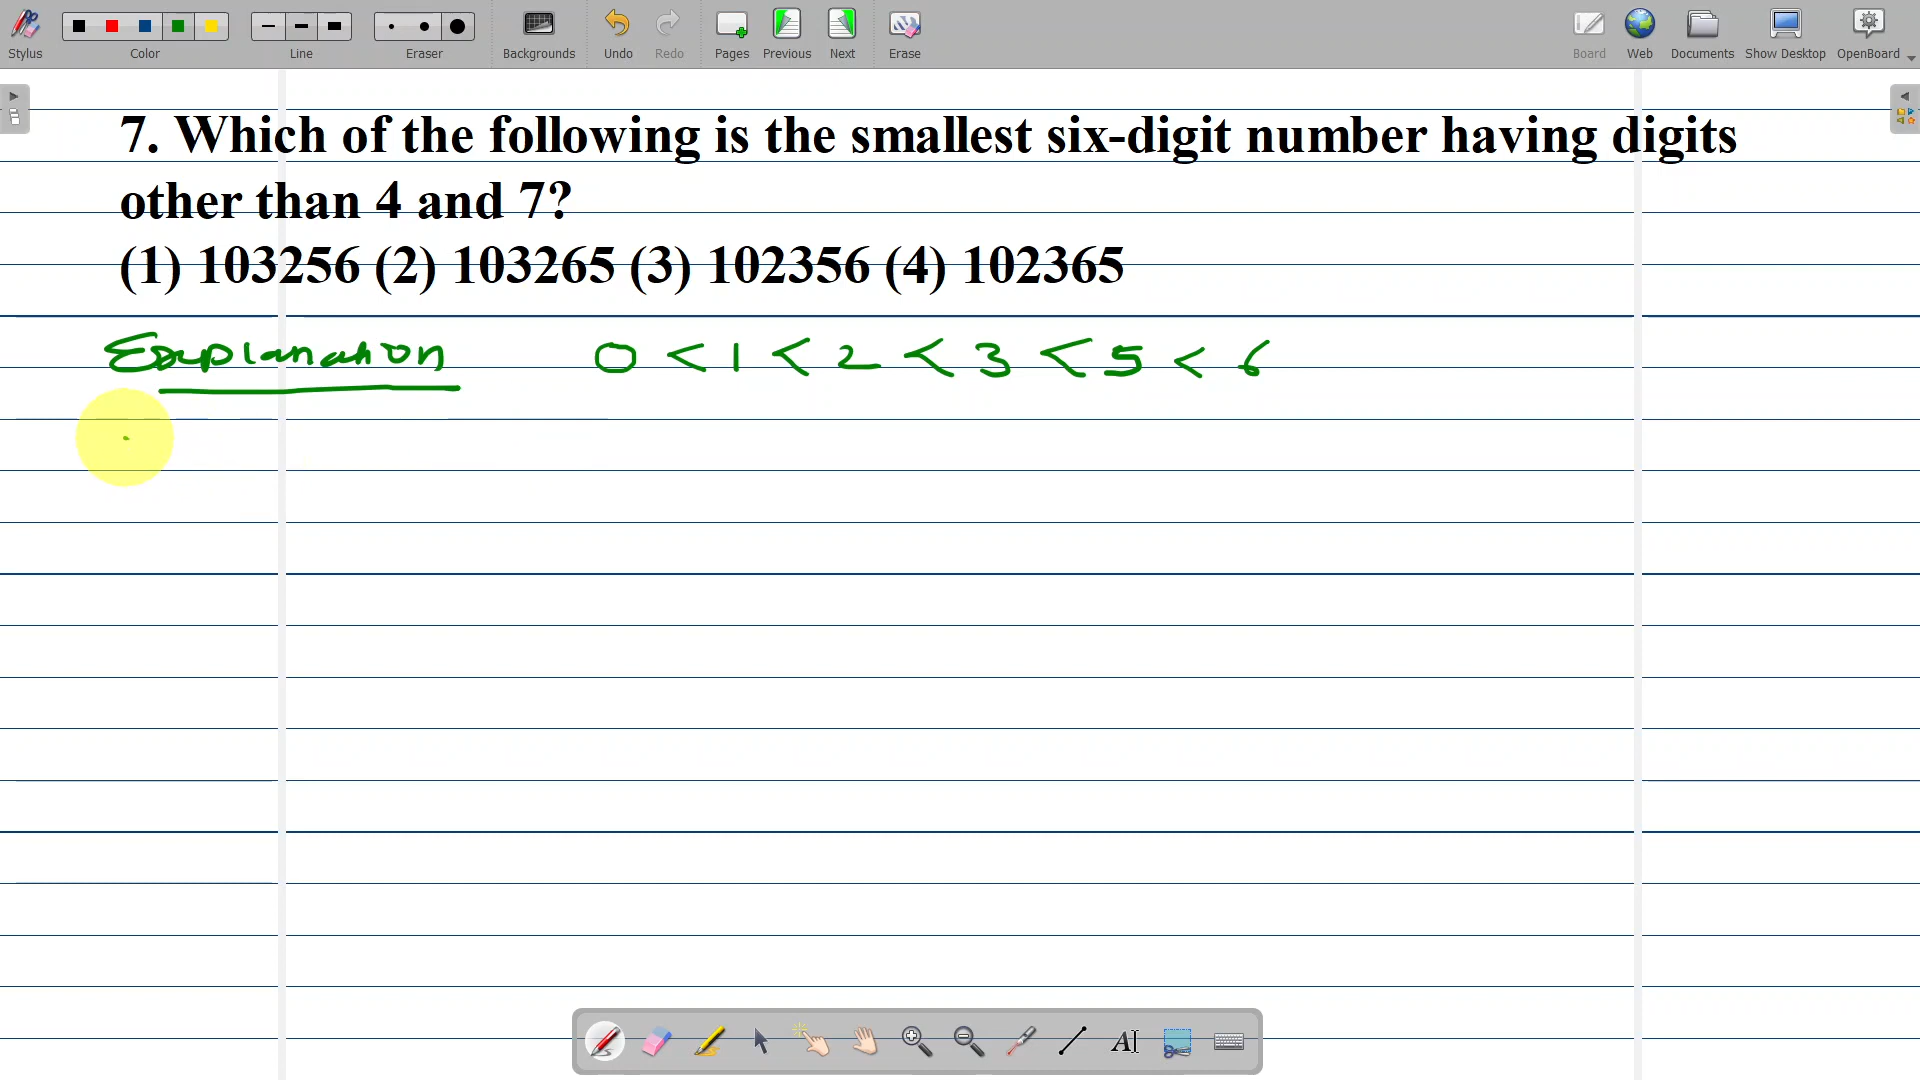 Stylus Color Line Eraser Backgrounds Undo Redo Pages Previous Next Erase Board Web Documents Show Desktop OpenBoard
7. Which of the following is the smallest six-digit number having digits
other than 4 and 7?
(1) 103256 (2) 103265 (3) 102356 (4) 102365
Explanation 0 < 1 < 2 < 3 < 5 < 6